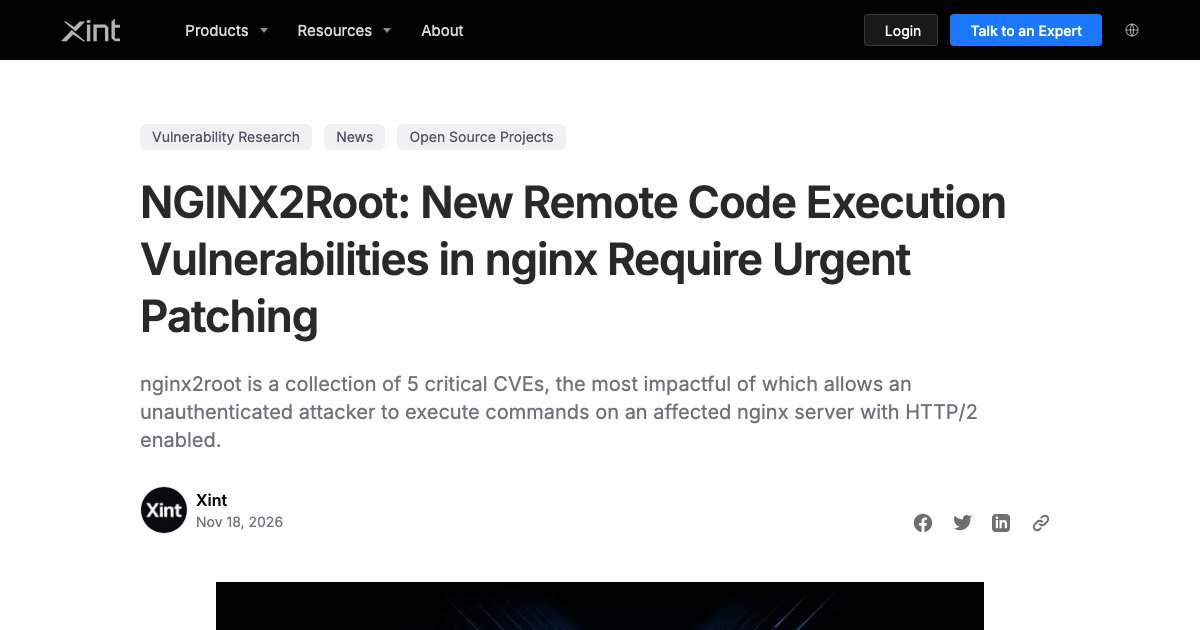 Xint
Products
Resources
About
Login
Talk to an Expert
Vulnerability Research
News
Open Source Projects
NGINX2Root: New Remote Code Execution
Vulnerabilities in nginx Require Urgent
Patching
nginx2root is a collection of 5 critical CVEs, the most impactful of which allows an
unauthenticated attacker to execute commands on an affected nginx server with HTTP/2
enabled.
Xint
Xint
Nov 18, 2026